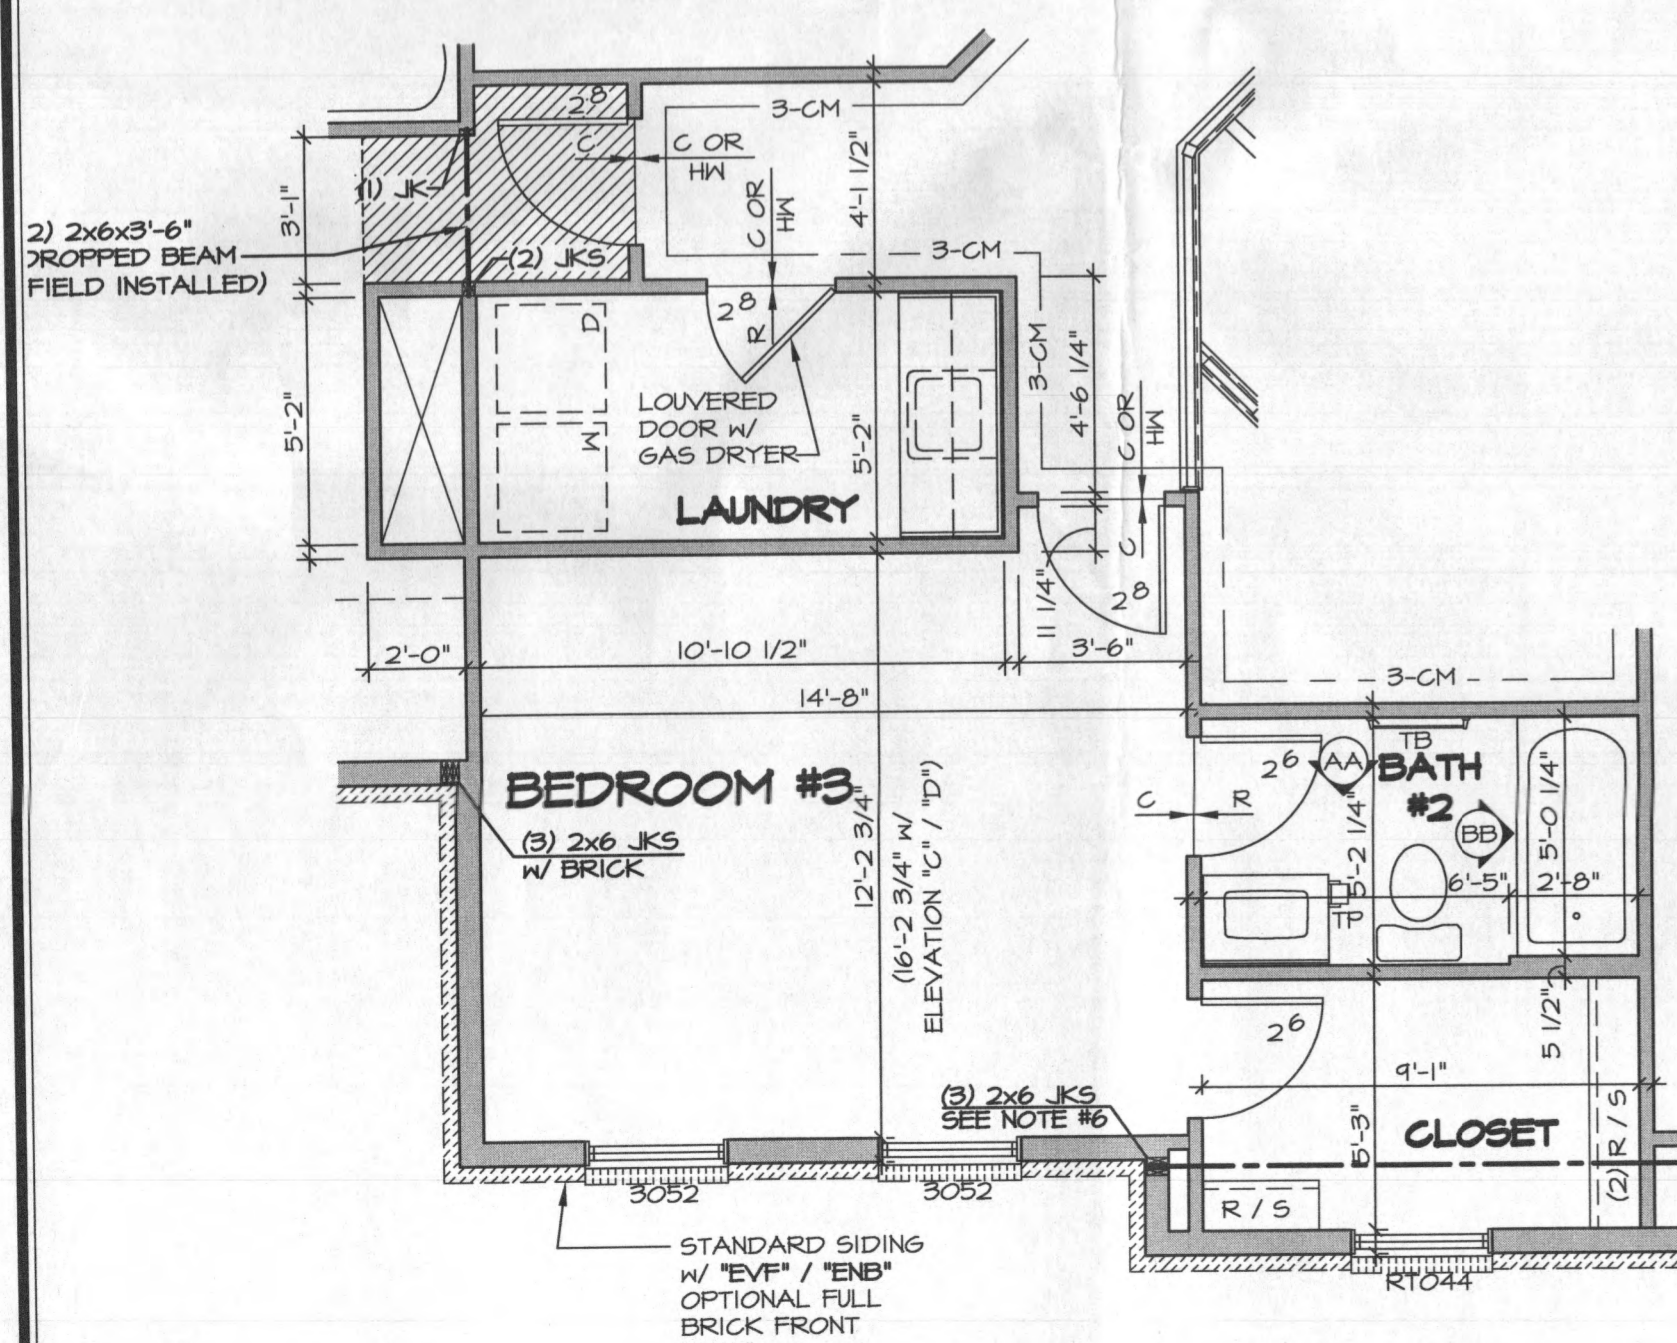 2⁸
3-CM
C
C OR
HW
C OR
HW
4'-1 1/2"
(1) JK
3'-1"
2) 2x6x3'-6"
DROPPED BEAM
FIELD INSTALLED)
(2) JKS
3-CM
D
W
2⁸
R
LOUVERED
DOOR W/
GAS DRYER
5'-2"
5'-2"
LAUNDRY
3-CM
4'-6 1/4"
C OR
HW
C
2⁸
11 1/4"
2'-0"
10'-10 1/2"
3'-6"
14'-8"
3-CM
BEDROOM #3
12'-2 3/4"
(16'-2 3/4" W/
ELEVATION "C" / "D")
(3) 2x6 JKS
W/ BRICK
C
R
2⁶
AA
TB
BATH
#2
BB
5'-2 1/4"
5'-0 1/4"
6'-5"
2'-8"
TP
2⁶
5 1/2"
9'-1"
CLOSET
5'-3"
(2) R / S
R / S
(3) 2x6 JKS
SEE NOTE #6
3052
3052
RT044
STANDARD SIDING
W/ "EVF" / "ENB"
OPTIONAL FULL
BRICK FRONT